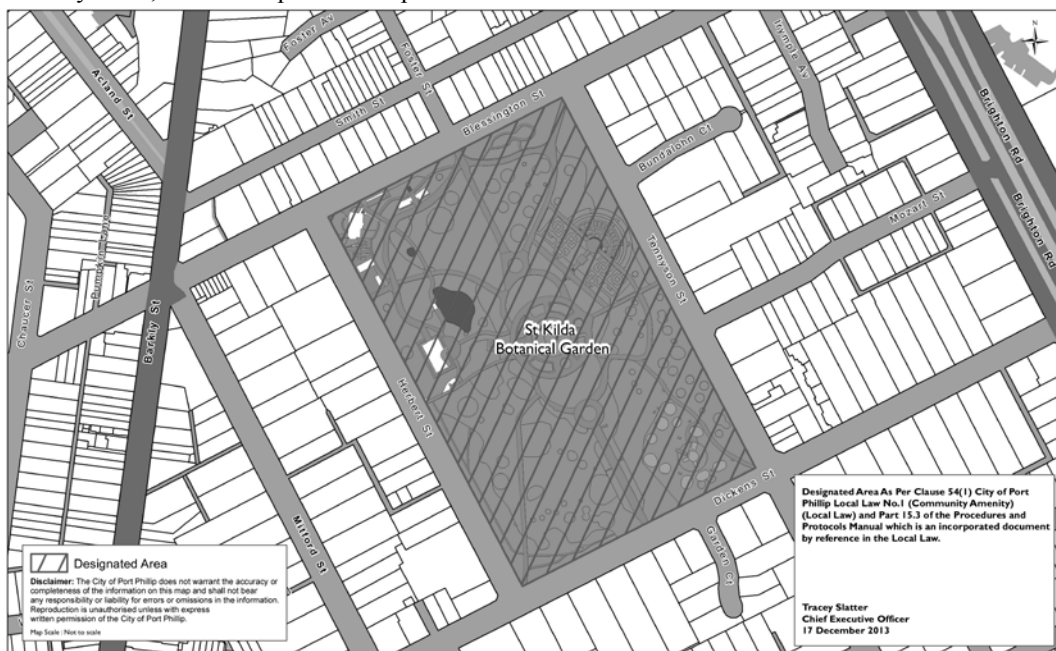 N
Foster Av
Foster St
Irymple Av
Acland St
Smith St
Blessington St
Brighton Rd
Bundalohn Ct
Mozart St
Brighton Rd
Chaucer St
Barkly St
Tennyson St
St Kilda
Botanical Garden
Herbert St
Mitford St
Dickens St
Garden Ct
Designated Area As Per Clause 54(1) City of Port
Phillip Local Law No.1 (Community Amenity)
(Local Law) and Part 15.3 of the Procedures and
Protocols Manual which is an incorporated document
by reference in the Local Law.
Tracey Slatter
Chief Executive Officer
17 December 2013
Designated Area
Disclaimer: The City of Port Phillip does not warrant the accuracy or
completeness of the information on this map and shall not bear
any responsibility or liability for errors or omissions in the information.
Reproduction is unauthorised unless with express
written permission of the City of Port Phillip.
Map Scale : Not to scale